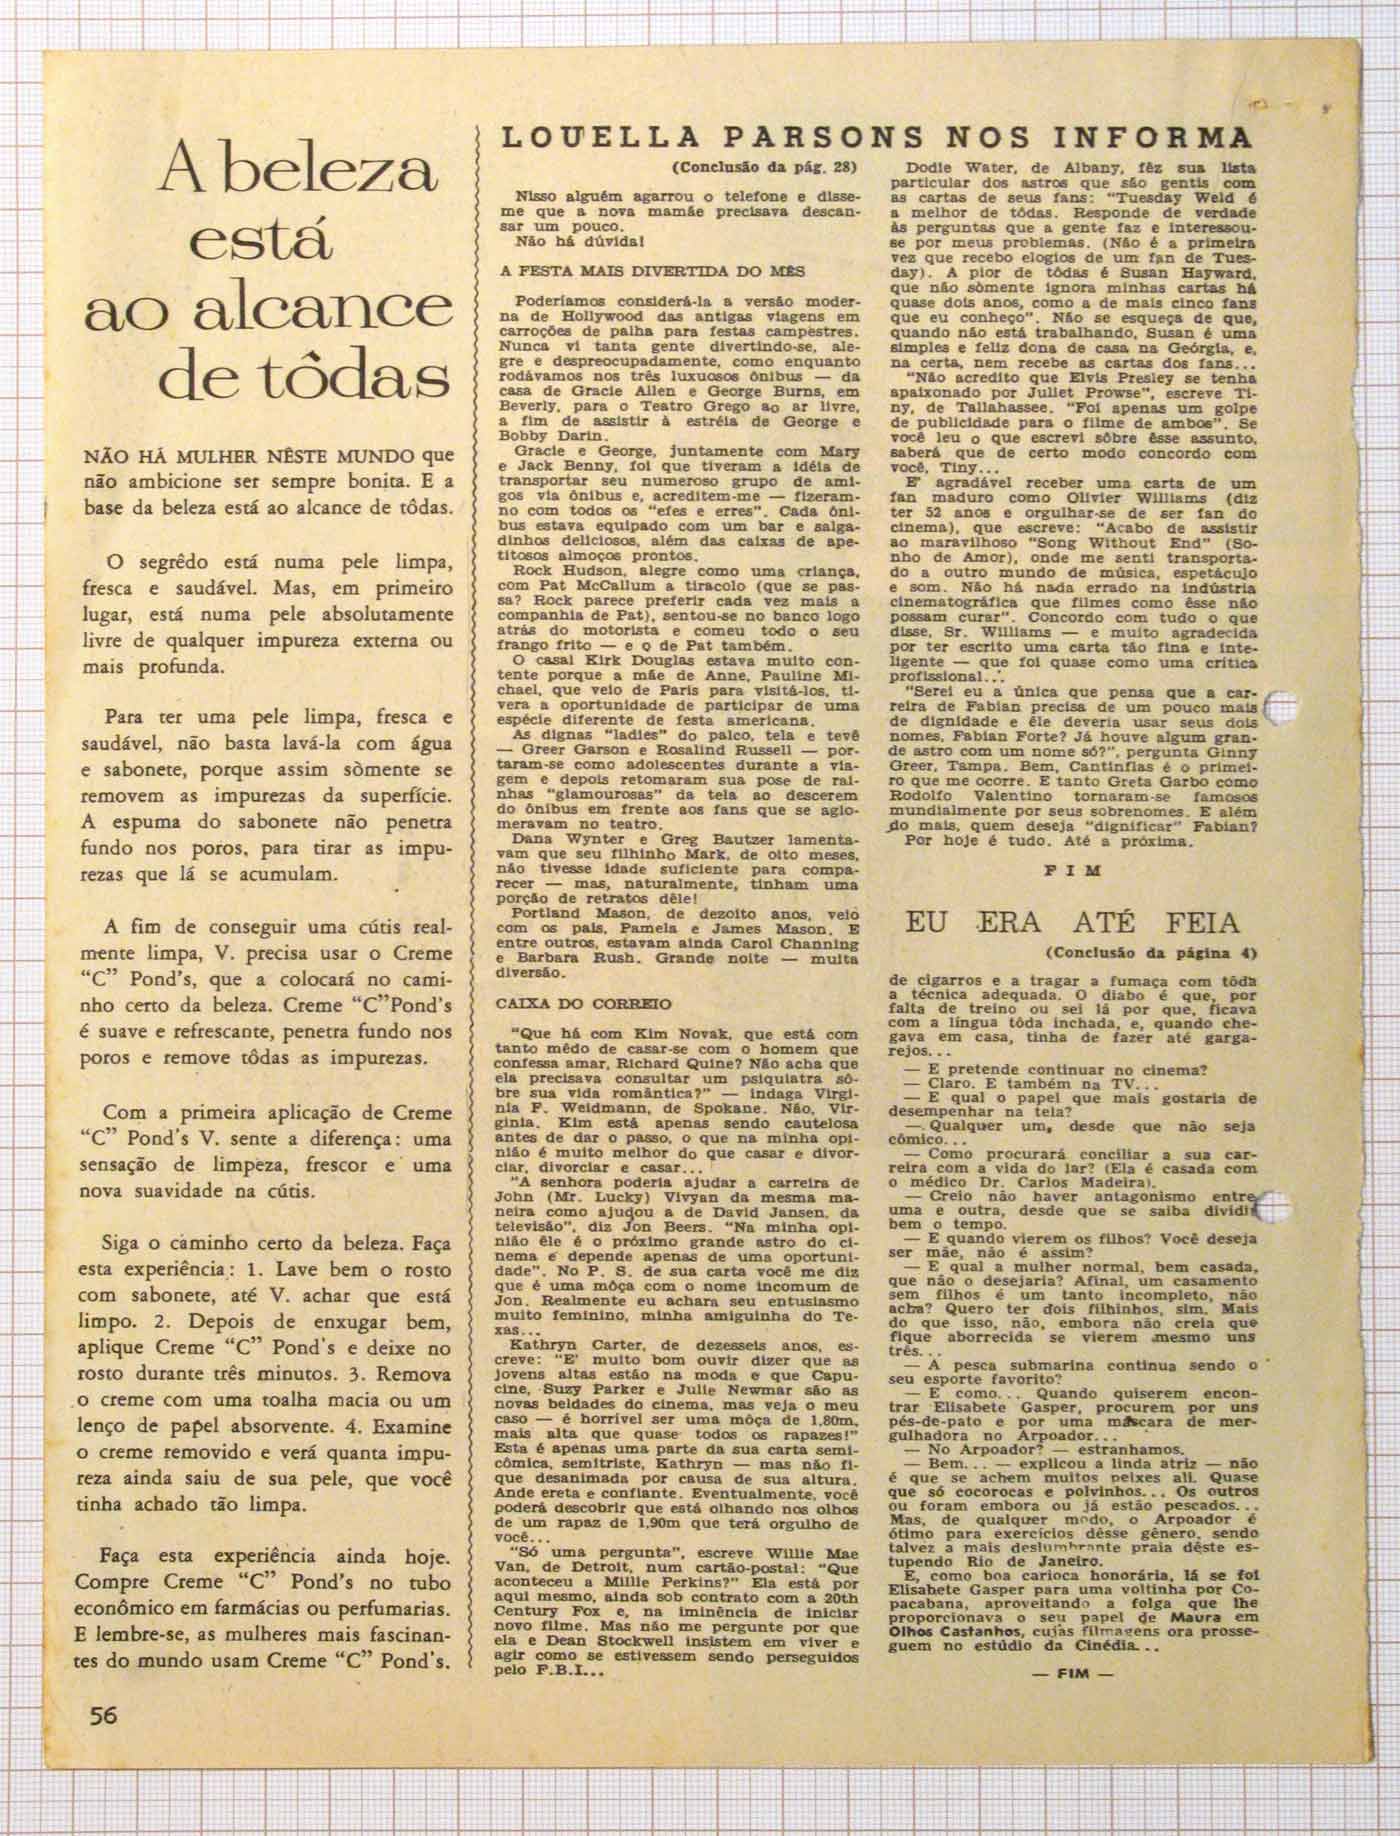 A beleza
está
ao alcance
de tôdas
NÃO HÁ MULHER NÊSTE MUNDO que
não ambicione ser sempre bonita. E a
base da beleza está ao alcance de tôdas.
O segrêdo está numa pele limpa,
fresca e saudável. Mas, em primeiro
lugar, está numa pele absolutamente
livre de qualquer impureza externa ou
mais profunda.
Para ter uma pele limpa, fresca e
saudável, não basta lavá-la com água
e sabonete, porque assim sòmente se
removem as impurezas da superfície.
A espuma do sabonete não penetra
fundo nos poros, para tirar as impu-
rezas que lá se acumulam.
A fim de conseguir uma cútis real-
mente limpa, V. precisa usar o Creme
“C” Pond's, que a colocará no cami-
nho certo da beleza. Creme “C”Pond's
é suave e refrescante, penetra fundo nos
poros e remove tôdas as impurezas.
Com a primeira aplicação de Creme
“C” Pond's V. sente a diferença: uma
sensação de limpeza, frescor e uma
nova suavidade na cútis.
Siga o caminho certo da beleza. Faça
esta experiência: 1. Lave bem o rosto
com sabonete, até V. achar que está
limpo. 2. Depois de enxugar bem,
aplique Creme “C” Pond's e deixe no
rosto durante três minutos. 3. Remova
o creme com uma toalha macia ou um
lenço de papel absorvente. 4. Examine
o creme removido e verá quanta impu-
reza ainda saiu de sua pele, que você
tinha achado tão limpa.
Faça esta experiência ainda hoje.
Compre Creme “C” Pond's no tubo
econômico em farmácias ou perfumarias.
E lembre-se, as mulheres mais fascinan-
tes do mundo usam Creme “C” Pond's.
56
LOUELLA PARSONS NOS INFORMA
(Conclusão da pág. 28)
Nisso alguém agarrou o telefone e disse-
me que a nova mamãe precisava descan-
sar um pouco.
Não há dúvida!
A FESTA MAIS DIVERTIDA DO MÊS
Poderíamos considerá-la a versão moder-
na de Hollywood das antigas viagens em
carroções de palha para festas campestres.
Nunca vi tanta gente divertindo-se, ale-
gre e despreocupadamente, como enquanto
rodávamos nos três luxuosos ônibus — da
casa de Gracie Allen e George Burns, em
Beverly, para o Teatro Grego ao ar livre,
a fim de assistir à estréia de George e
Bobby Darin.
Gracie e George, juntamente com Mary
e Jack Benny, foi que tiveram a idéia de
transportar seu numeroso grupo de ami-
gos via ônibus e, acreditem-me — fizeram-
no com todos os “efes e erres”. Cada ôni-
bus estava equipado com um bar e salga-
dinhos deliciosos, além das caixas de ape-
titosos almoços prontos.
Rock Hudson, alegre como uma criança,
com Pat McCallum a tiracolo (que se pas-
sa? Rock parece preferir cada vez mais a
companhia de Pat), sentou-se no banco logo
atrás do motorista e comeu todo o seu
frango frito — e o de Pat também.
O casal Kirk Douglas estava muito con-
tente porque a mãe de Anne, Pauline Mi-
chael, que veio de Paris para visitá-los, ti-
vera a oportunidade de participar de uma
espécie diferente de festa americana.
As dignas “ladies” do palco, tela e tevê
— Greer Garson e Rosalind Russell — por-
taram-se como adolescentes durante a via-
gem e depois retomaram sua pose de rai-
nhas “glamourosas” da tela ao descerem
do ônibus em frente aos fans que se aglo-
meravam no teatro.
Dana Wynter e Greg Bautzer lamenta-
vam que seu filhinho Mark, de oito meses,
não tivesse idade suficiente para compa-
recer — mas, naturalmente, tinham uma
porção de retratos dêle!
Portland Mason, de dezoito anos, veio
com os pais, Pamela e James Mason. E
entre outros, estavam ainda Carol Channing
e Barbara Rush. Grande noite — muita
diversão.
CAIXA DO CORREIO
“Que há com Kim Novak, que está com
tanto mêdo de casar-se com o homem que
confessa amar, Richard Quine? Não acha que
ela precisava consultar um psiquiatra sô-
bre sua vida romântica?” — indaga Virgi-
nia F. Weidmann, de Spokane. Não, Vir-
ginia. Kim está apenas sendo cautelosa
antes de dar o passo, o que na minha opi-
nião é muito melhor do que casar e divor-
ciar, divorciar e casar...
“A senhora poderia ajudar a carreira de
John (Mr. Lucky) Vivyan da mesma ma-
neira como ajudou a de David Jansen, da
televisão”, diz Jon Beers. “Na minha opi-
nião êle é o próximo grande astro do ci-
nema e depende apenas de uma oportuni-
dade”. No P. S. de sua carta você me diz
que é uma môça com o nome incomum de
Jon. Realmente eu achara seu entusiasmo
muito feminino, minha amiguinha do Te-
xas...
Kathryn Carter, de dezesseis anos, es-
creve: “E' muito bom ouvir dizer que as
jovens altas estão na moda e que Capu-
cine, Suzy Parker e Julie Newmar são as
novas beldades do cinema, mas veja o meu
caso — é horrível ser uma môça de 1,80m,
mais alta que quase todos os rapazes!”
Esta é apenas uma parte da sua carta semi-
cômica, semitriste, Kathryn — mas não fi-
que desanimada por causa de sua altura.
Ande ereta e confiante. Eventualmente, você
poderá descobrir que está olhando nos olhos
de um rapaz de 1,90m que terá orgulho de
você...
“Só uma pergunta”, escreve Willie Mae
Van, de Detroit, num cartão-postal: “Que
aconteceu a Millie Perkins?” Ela está por
aqui mesmo, ainda sob contrato com a 20th
Century Fox e, na iminência de iniciar
novo filme. Mas não me pergunte por que
ela e Dean Stockwell insistem em viver e
agir como se estivessem sendo perseguidos
pelo F.B.I...
Dodie Water, de Albany, fêz sua lista
particular dos astros que são gentis com
as cartas de seus fans: “Tuesday Weld é
a melhor de tôdas. Responde de verdade
às perguntas que a gente faz e interessou-
se por meus problemas. (Não é a primeira
vez que recebo elogios de um fan de Tues-
day). A pior de tôdas é Susan Hayward,
que não sòmente ignora minhas cartas há
quase dois anos, como a de mais cinco fans
que eu conheço”. Não se esqueça de que,
quando não está trabalhando, Susan é uma
simples e feliz dona de casa na Geórgia, e,
na certa, nem recebe as cartas dos fans...
“Não acredito que Elvis Presley se tenha
apaixonado por Juliet Prowse”, escreve Ti-
ny, de Tallahassee. “Foi apenas um golpe
de publicidade para o filme de ambos”. Se
você leu o que escrevi sôbre êsse assunto,
saberá que de certo modo concordo com
você, Tiny...
E' agradável receber uma carta de um
fan maduro como Olivier Williams (diz
ter 52 anos e orgulhar-se de ser fan do
cinema), que escreve: “Acabo de assistir
ao maravilhoso “Song Without End” (So-
nho de Amor), onde me senti transporta-
do a outro mundo de música, espetáculo
e som. Não há nada errado na indústria
cinematográfica que filmes como êsse não
possam curar”. Concordo com tudo o que
disse, Sr. Williams — e muito agradecida
por ter escrito uma carta tão fina e inte-
ligente — que foi quase como uma crítica
profissional...
“Serei eu a única que pensa que a car-
reira de Fabian precisa de um pouco mais
de dignidade e êle deveria usar seus dois
nomes, Fabian Forte? Já houve algum gran-
de astro com um nome só?”, pergunta Ginny
Greer, Tampa. Bem, Cantinflas é o primei-
ro que me ocorre. E tanto Greta Garbo como
Rodolfo Valentino tornaram-se famosos
mundialmente por seus sobrenomes. E além
do mais, quem deseja “dignificar” Fabian?
Por hoje é tudo. Até a próxima.
F I M
EU ERA ATÉ FEIA
(Conclusão da página 4)
de cigarros e a tragar a fumaça com tôda
a técnica adequada. O diabo é que, por
falta de treino ou sei lá por que, ficava
com a língua tôda inchada, e, quando che-
gava em casa, tinha de fazer até garga-
rejos...
— E pretende continuar no cinema?
— Claro. E também na TV...
— E qual o papel que mais gostaria de
desempenhar na tela?
— Qualquer um, desde que não seja
cômico...
— Como procurará conciliar a sua car-
reira com a vida do lar? (Ela é casada com
o médico Dr. Carlos Madeira).
— Creio não haver antagonismo entre
uma e outra, desde que se saiba dividir
bem o tempo.
— E quando vierem os filhos? Você deseja
ser mãe, não é assim?
— E qual a mulher normal, bem casada,
que não o desejaria? Afinal, um casamento
sem filhos é um tanto incompleto, não
acha? Quero ter dois filhinhos, sim. Mais
do que isso, não, embora não creia que
fique aborrecida se vierem mesmo uns
três...
— A pesca submarina continua sendo o
seu esporte favorito?
— E como... Quando quiserem encon-
trar Elisabete Gasper, procurem por uns
pés-de-pato e por uma máscara de mer-
gulhadora no Arpoador...
— No Arpoador? — estranhamos.
— Bem... — explicou a linda atriz — não
é que se achem muitos peixes ali. Quase
que só cocorocas e polvinhos... Os outros
ou foram embora ou já estão pescados...
Mas, de qualquer modo, o Arpoador é
ótimo para exercícios dêsse gênero, sendo
talvez a mais deslumbrante praia dêste es-
tupendo Rio de Janeiro.
E, como boa carioca honorária, lá se foi
Elisabete Gasper para uma voltinha por Co-
pacabana, aproveitando a folga que lhe
proporcionava o seu papel de Maura em
Olhos Castanhos, cujas filmagens ora prosse-
guem no estúdio da Cinédia...
— FIM —